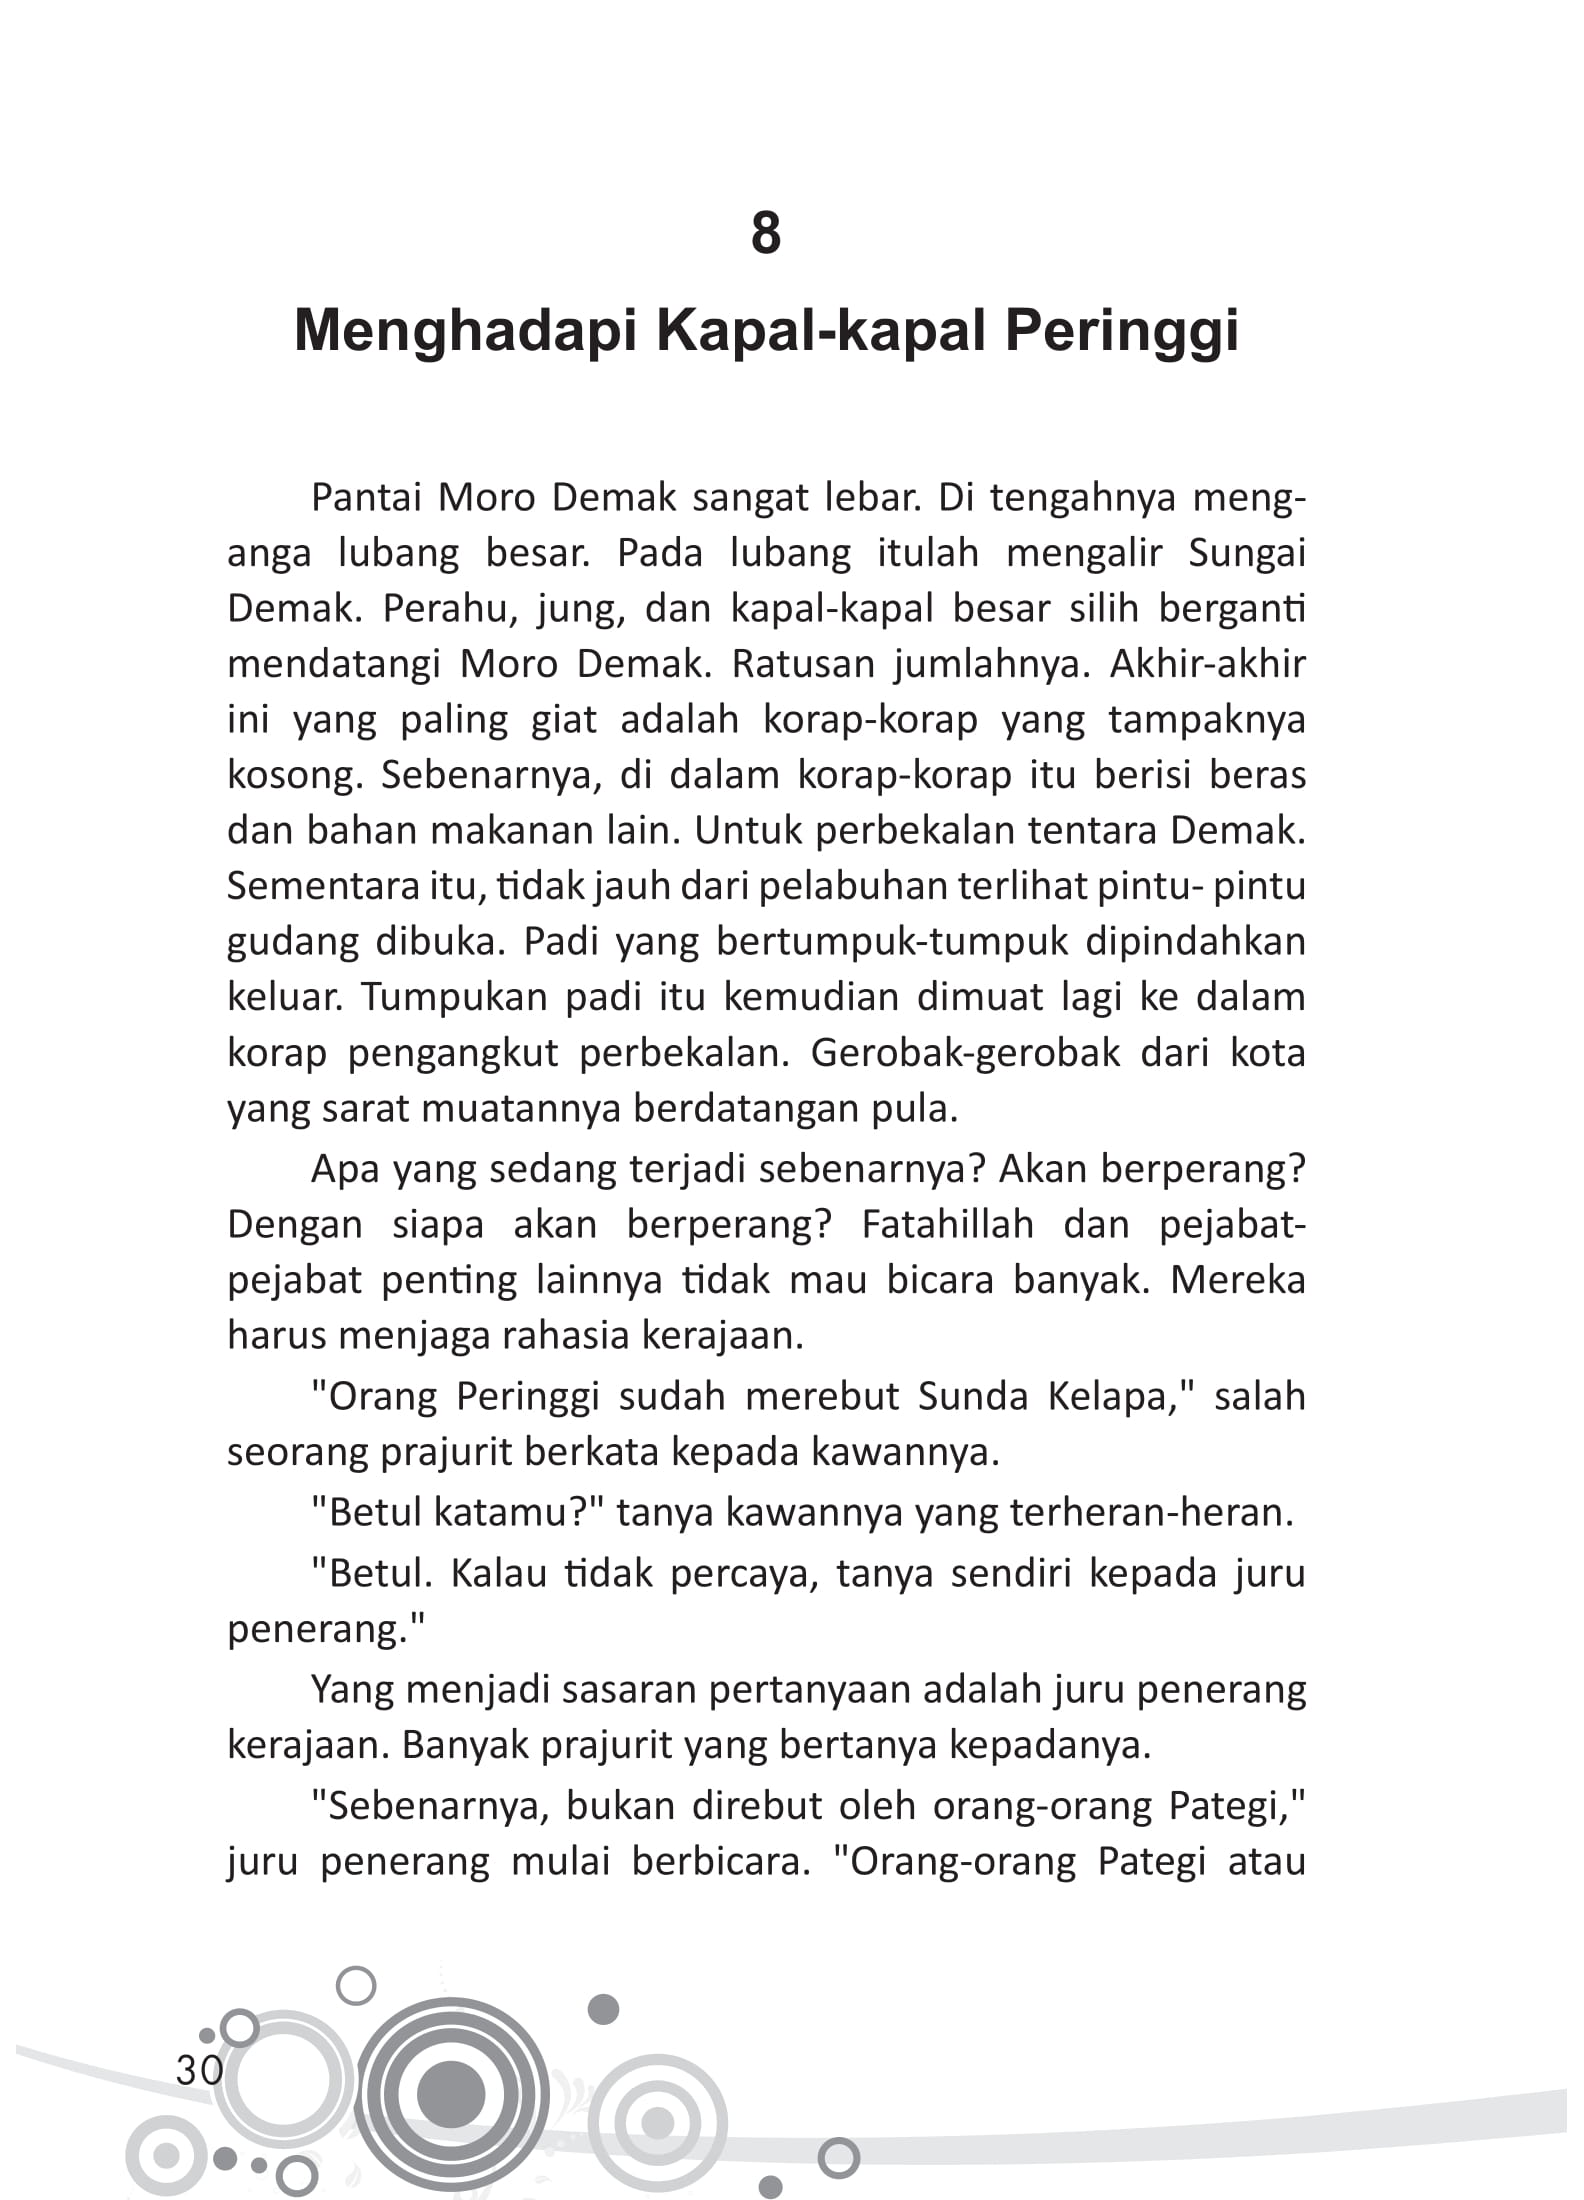 8
Menghadapi Kapal-kapal Peringgi
Pantai Moro Demak sangat lebar. Di tengahnya meng-
anga lubang besar. Pada lubang itulah mengalir Sungai
Demak. Perahu, jung, dan kapal-kapal besar silih berganti
mendatangi Moro Demak. Ratusan jumlahnya. Akhir-akhir
ini yang paling giat adalah korap-korap yang tampaknya
kosong. Sebenarnya, di dalam korap-korap itu berisi beras
dan bahan makanan lain. Untuk perbekalan tentara Demak.
Sementara itu, tidak jauh dari pelabuhan terlihat pintu- pintu
gudang dibuka. Padi yang bertumpuk-tumpuk dipindahkan
keluar. Tumpukan padi itu kemudian dimuat lagi ke dalam
korap pengangkut perbekalan. Gerobak-gerobak dari kota
yang sarat muatannya berdatangan pula.
Apa yang sedang terjadi sebenarnya? Akan berperang?
Dengan siapa akan berperang? Fatahillah dan pejabat-
pejabat penting lainnya tidak mau bicara banyak. Mereka
harus menjaga rahasia kerajaan.
"Orang Peringgi sudah merebut Sunda Kelapa," salah
seorang prajurit berkata kepada kawannya.
"Betul katamu?" tanya kawannya yang terheran-heran.
"Betul. Kalau tidak percaya, tanya sendiri kepada juru
penerang."
Yang menjadi sasaran pertanyaan adalah juru penerang
kerajaan. Banyak prajurit yang bertanya kepadanya.
"Sebenarnya, bukan direbut oleh orang-orang Pategi,"
juru penerang mulai berbicara. "Orang-orang Pategi atau
30